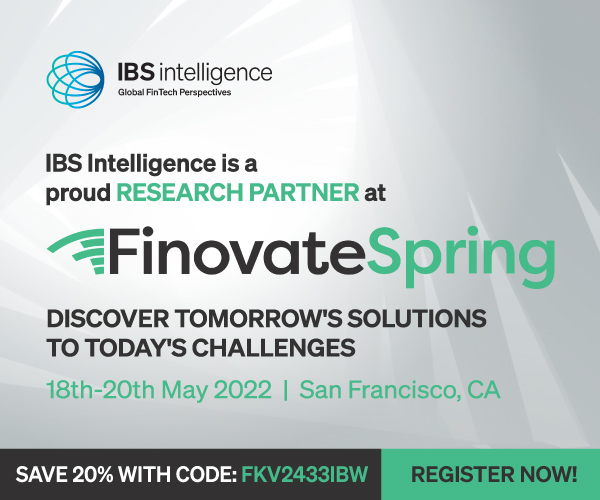 IBS intelligence
Global FinTech Perspectives
IBS Intelligence is a
proud RESEARCH PARTNER at
FinovateSpring
DISCOVER TOMORROW'S SOLUTIONS
TO TODAY'S CHALLENGES
18th-20th May 2022 | San Francisco, CA
SAVE 20% WITH CODE: FKV2433IBW
REGISTER NOW!